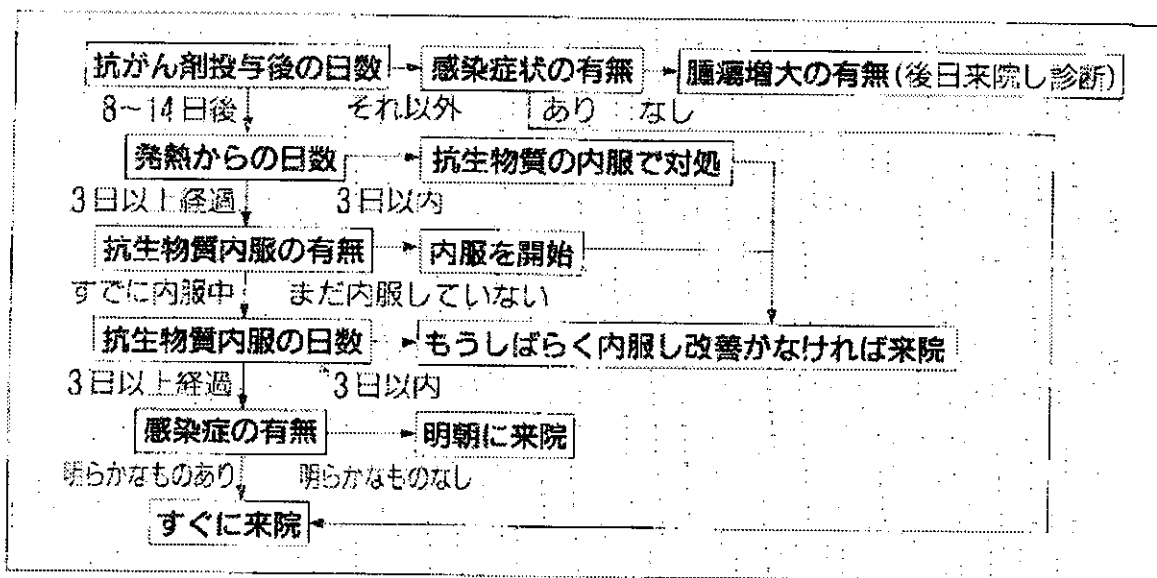 抗がん剤投与後の日数 感染症状の有無 腫瘍増大の有無(後日来院し診断)
8〜14日後 それ以外 あり なし
発熱からの日数 抗生物質の内服で対処
3日以上経過 3日以内
抗生物質内服の有無 内服を開始
すでに内服中 まだ内服していない
抗生物質内服の日数 もうしばらく内服し改善がなければ来院
3日以上経過 3日以内
感染症の有無 明朝に来院
明らかなものあり 明らかなものなし
すぐに来院